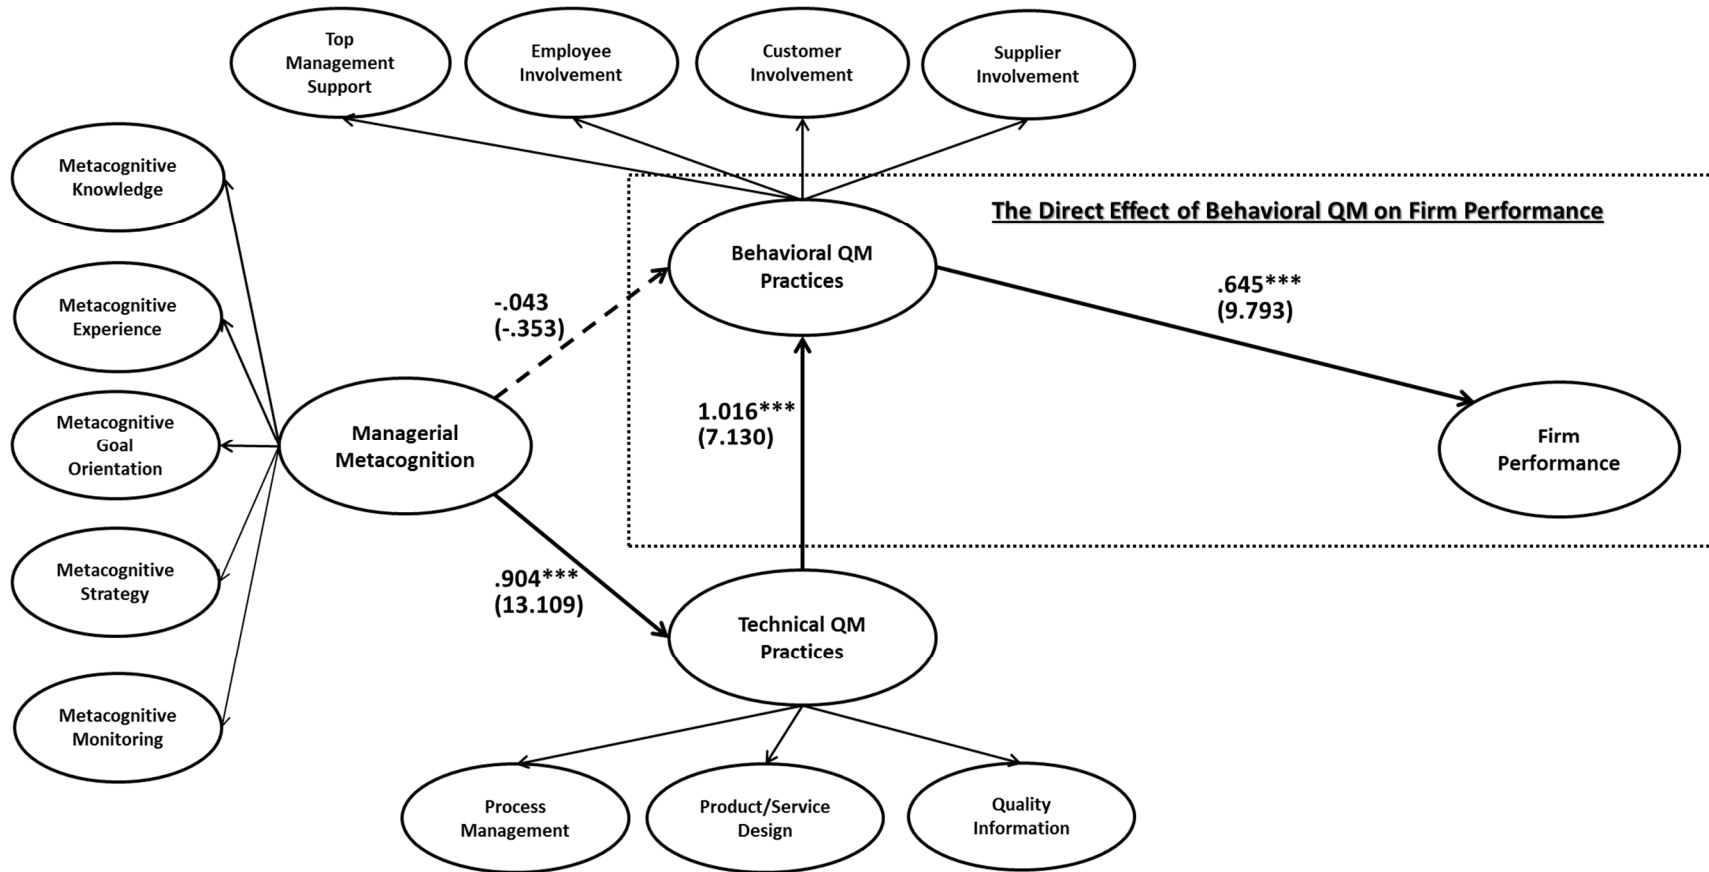 Top
Management
Support
Employee
Involvement
Customer
Involvement
Supplier
Involvement
Metacognitive
Knowledge
Metacognitive
Experience
Metacognitive
Goal
Orientation
Metacognitive
Strategy
Metacognitive
Monitoring
Managerial
Metacognition
-.043
(-.353)
.904***
(13.109)
Behavioral QM
Practices
The Direct Effect of Behavioral QM on Firm Performance
.645***
(9.793)
1.016***
(7.130)
Firm
Performance
Technical QM
Practices
Process
Management
Product/Service
Design
Quality
Information